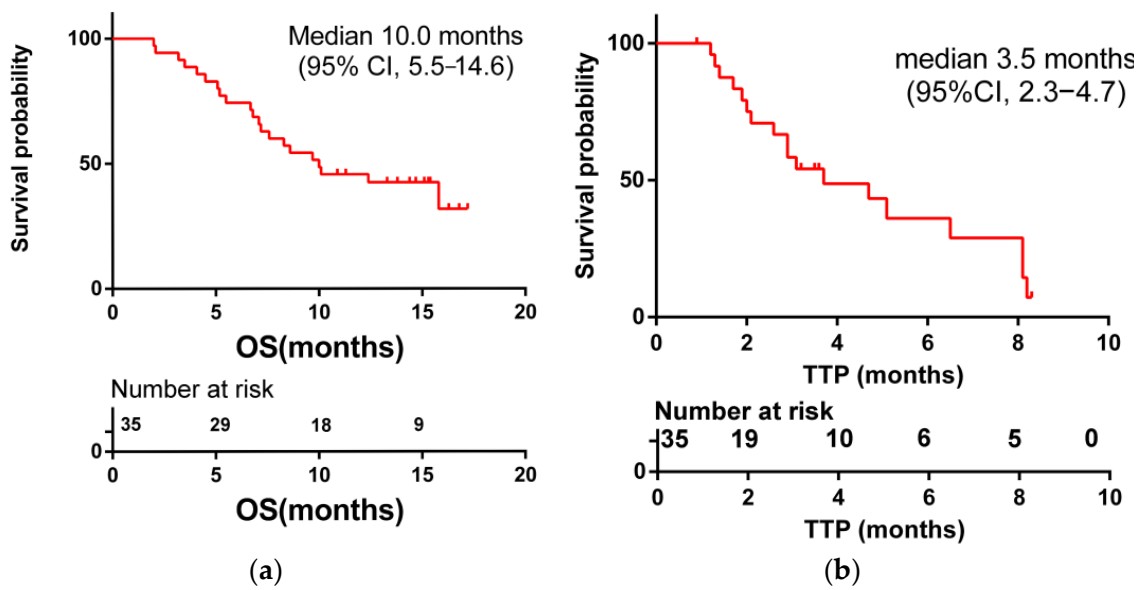 Median 10.0 months
(95% CI, 5.5–14.6)
Survival probability
100
50
0
0 5 10 15 20
OS(months)
Number at risk
35 29 18 9
0
0 5 10 15 20
OS(months)
(a)
median 3.5 months
(95%CI, 2.3−4.7)
Survival probability
100
50
0
0 2 4 6 8 10
TTP (months)
Number at risk
35 19 10 6 5 0
0
0 2 4 6 8 10
TTP (months)
(b)